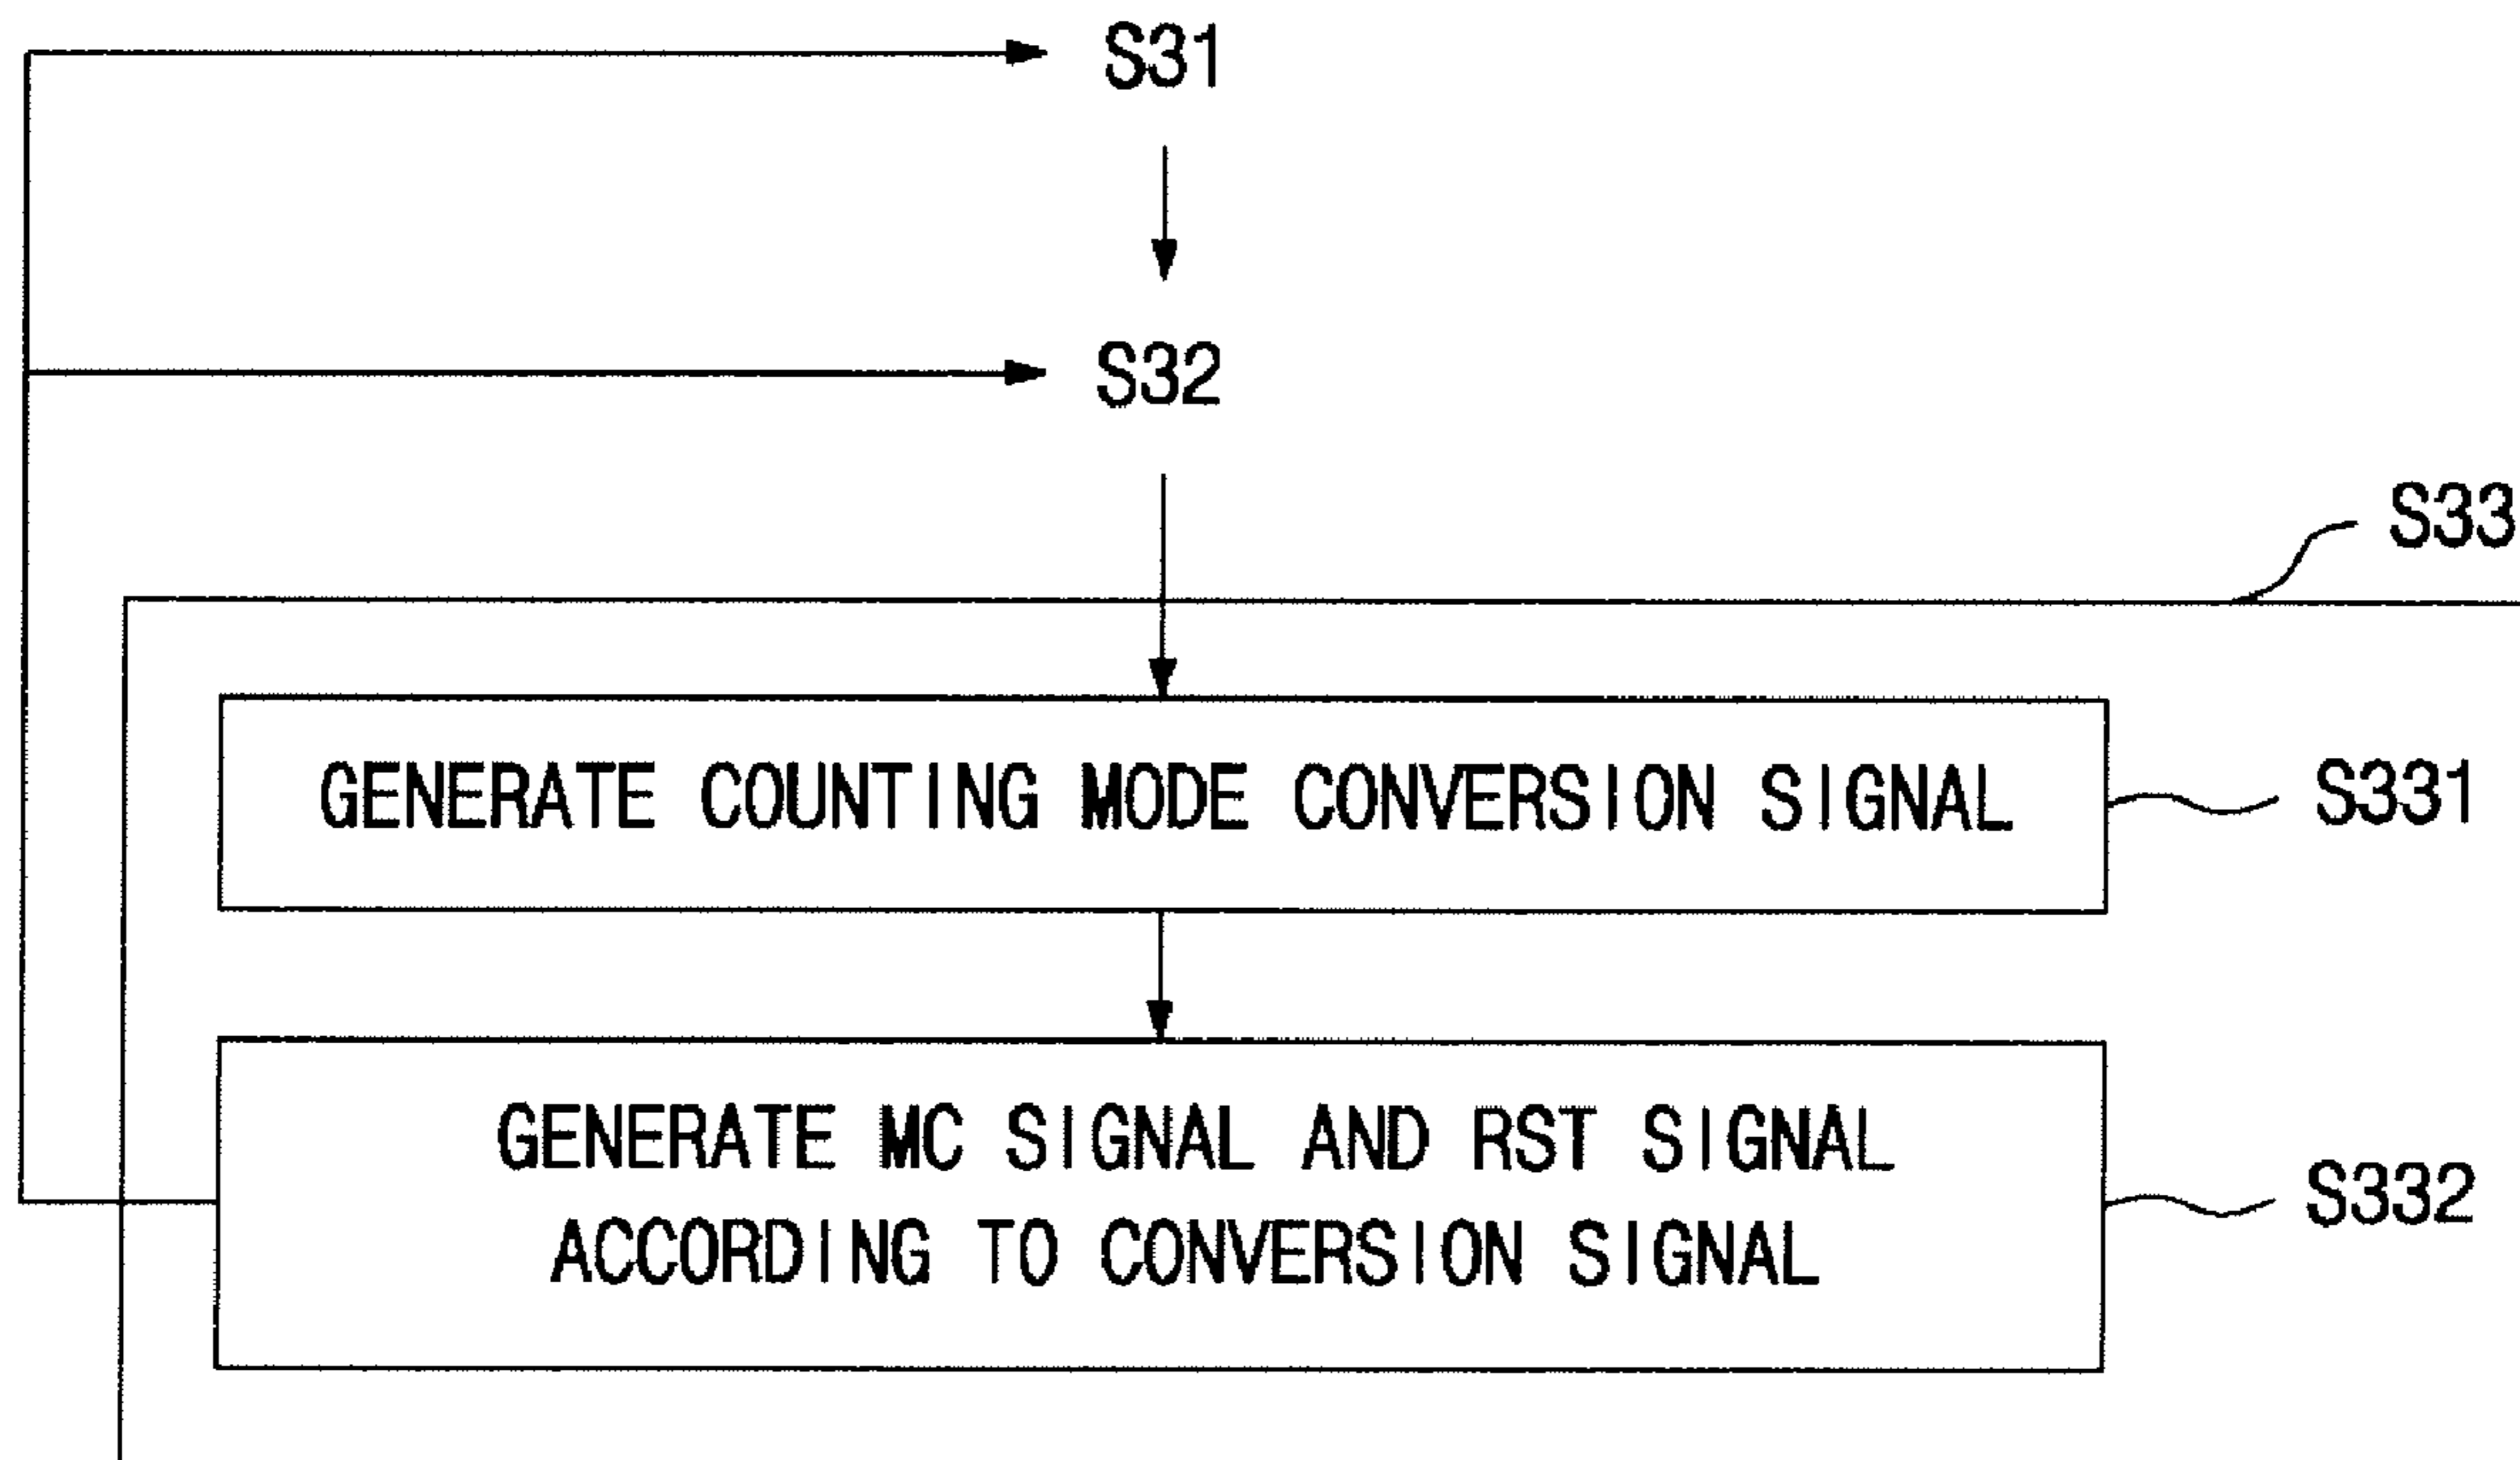 S31
S32
S33
GENERATE COUNTING MODE CONVERSION SIGNAL
S331
GENERATE MC SIGNAL AND RST SIGNAL
ACCORDING TO CONVERSION SIGNAL
S332